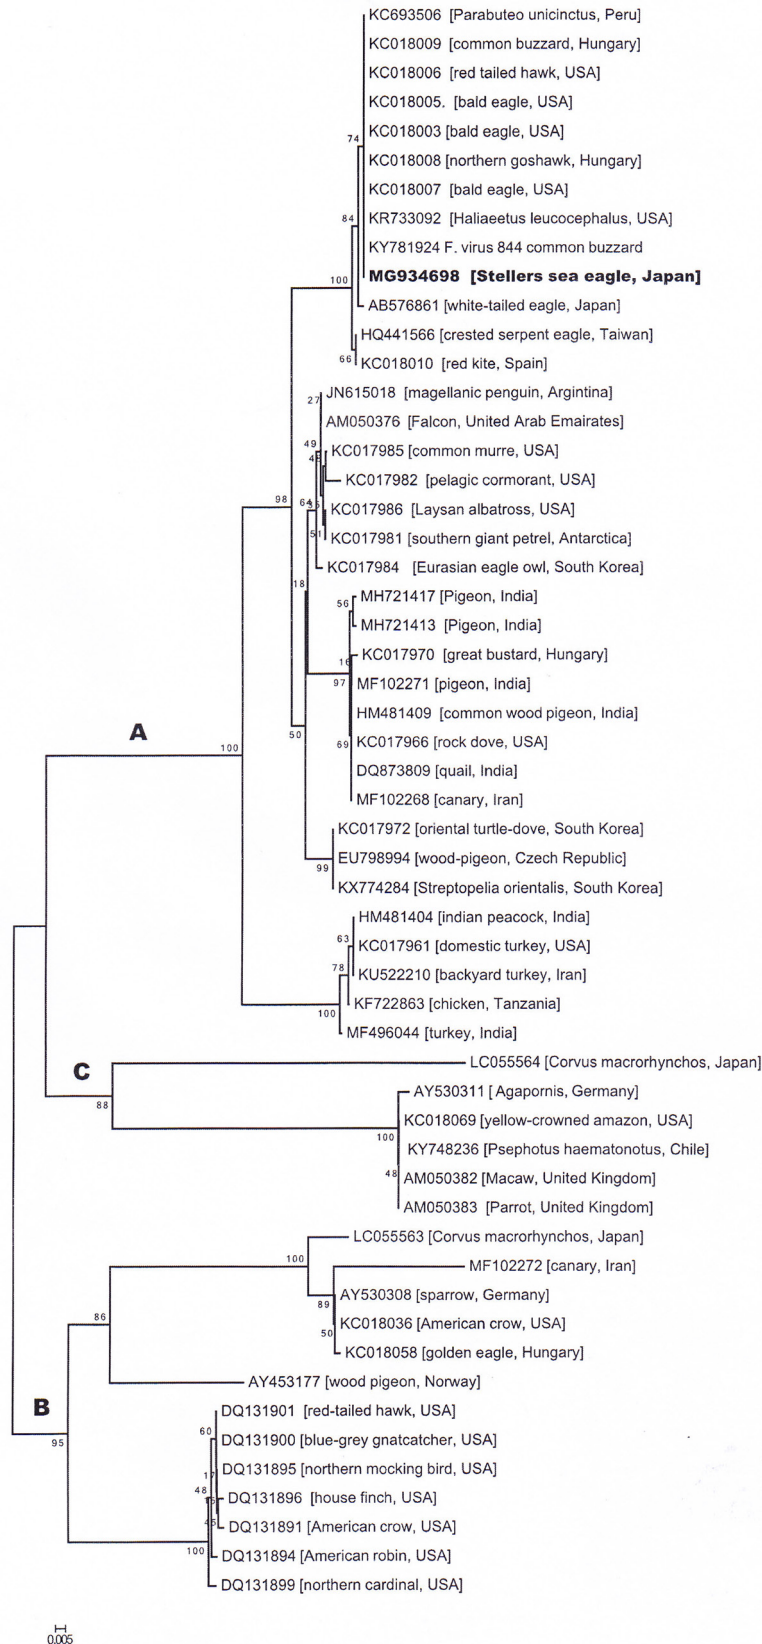 KC693506 [Parabuteo unicinctus, Peru]
KC018009 [common buzzard, Hungary]
KC018006 [red tailed hawk, USA]
KC018005. [bald eagle, USA]
KC018003 [bald eagle, USA]
74
KC018008 [northern goshawk, Hungary]
KC018007 [bald eagle, USA]
84
KR733092 [Haliaeetus leucocephalus, USA]
KY781924 F. virus 844 common buzzard
100
MG934698 [Stellers sea eagle, Japan]
AB576861 [white-tailed eagle, Japan]
HQ441566 [crested serpent eagle, Taiwan]
66
KC018010 [red kite, Spain]
27
JN615018 [magellanic penguin, Argintina]
AM050376 [Falcon, United Arab Emairates]
49
KC017985 [common murre, USA]
KC017982 [pelagic cormorant, USA]
98
64
KC017986 [Laysan albatross, USA]
51
KC017981 [southern giant petrel, Antarctica]
KC017984 [Eurasian eagle owl, South Korea]
18
MH721417 [Pigeon, India]
56
MH721413 [Pigeon, India]
16
KC017970 [great bustard, Hungary]
97
MF102271 [pigeon, India]
HM481409 [common wood pigeon, India]
A
100
50
69
KC017966 [rock dove, USA]
DQ873809 [quail, India]
MF102268 [canary, Iran]
KC017972 [oriental turtle-dove, South Korea]
99
EU798994 [wood-pigeon, Czech Republic]
KX774284 [Streptopelia orientalis, South Korea]
HM481404 [indian peacock, India]
63
KC017961 [domestic turkey, USA]
78
KU522210 [backyard turkey, Iran]
100
KF722863 [chicken, Tanzania]
MF496044 [turkey, India]
C
LC055564 [Corvus macrorhynchos, Japan]
88
AY530311 [ Agapornis, Germany]
KC018069 [yellow-crowned amazon, USA]
100
KY748236 [Psephotus haematonotus, Chile]
48
AM050382 [Macaw, United Kingdom]
AM050383 [Parrot, United Kingdom]
LC055563 [Corvus macrorhynchos, Japan]
100
MF102272 [canary, Iran]
89
AY530308 [sparrow, Germany]
86
50
KC018036 [American crow, USA]
KC018058 [golden eagle, Hungary]
AY453177 [wood pigeon, Norway]
B
95
DQ131901 [red-tailed hawk, USA]
60
DQ131900 [blue-grey gnatcatcher, USA]
DQ131895 [northern mocking bird, USA]
48
DQ131896 [house finch, USA]
DQ131891 [American crow, USA]
100
DQ131894 [American robin, USA]
DQ131899 [northern cardinal, USA]
0.005